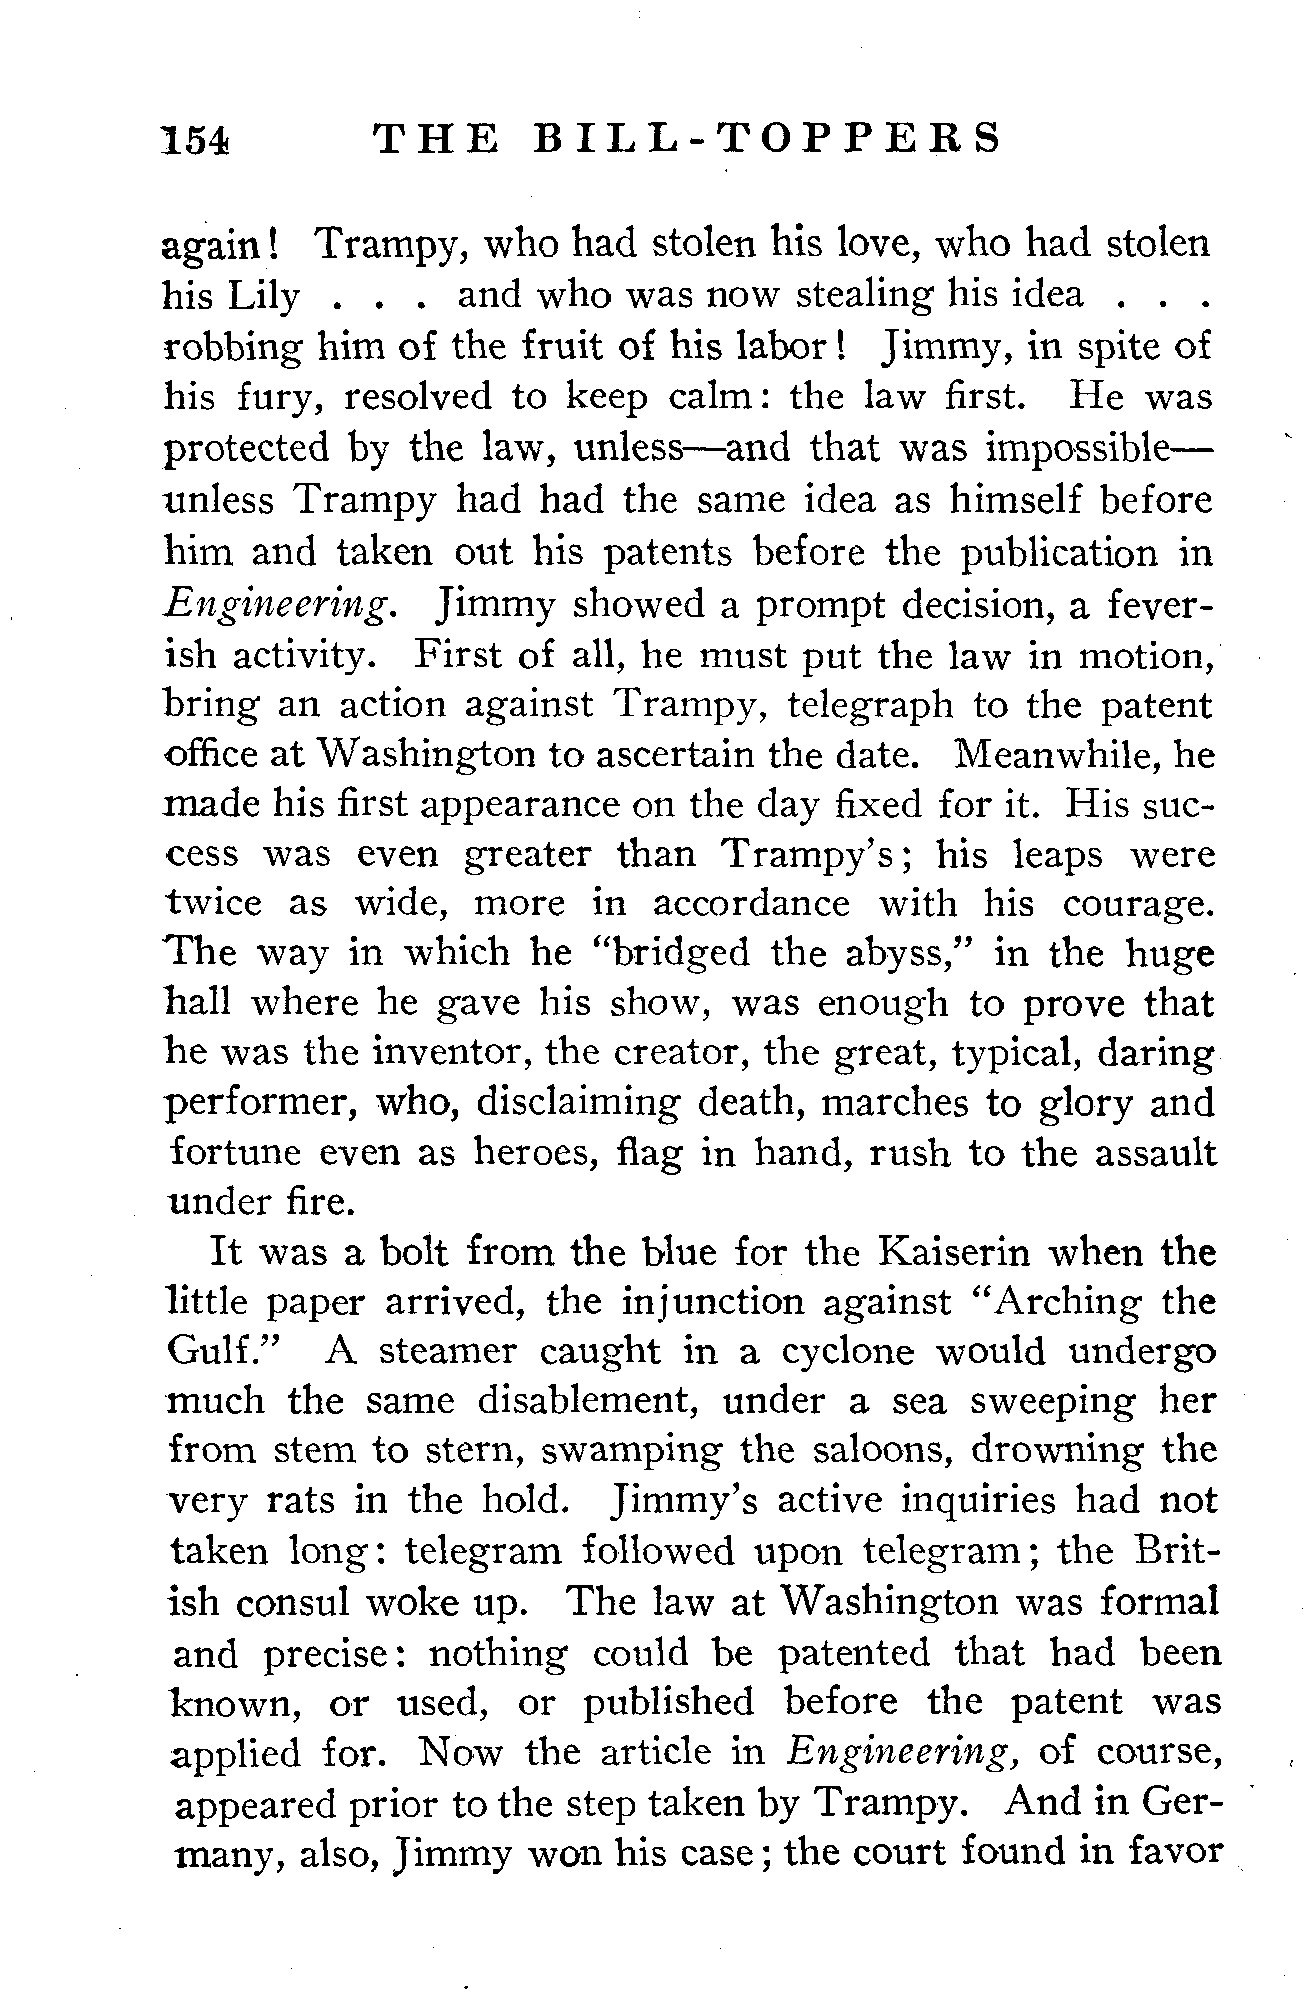 154 THE BILL-TOPPERS
again! Trampy, who had stolen his love, who had stolen
his Lily . . . and who was now stealing his idea . . .
robbing him of the fruit of his labor! Jimmy, in spite of
his fury, resolved to keep calm: the law first. He was
protected by the law, unless—and that was impossible—
unless Trampy had had the same idea as himself before
him and taken out his patents before the publication in
Engineering. Jimmy showed a prompt decision, a fever-
ish activity. First of all, he must put the law in motion,
bring an action against Trampy, telegraph to the patent
office at Washington to ascertain the date. Meanwhile, he
made his first appearance on the day fixed for it. His suc-
cess was even greater than Trampy's; his leaps were
twice as wide, more in accordance with his courage.
The way in which he “bridged the abyss,” in the huge
hall where he gave his show, was enough to prove that
he was the inventor, the creator, the great, typical, daring
performer, who, disclaiming death, marches to glory and
fortune even as heroes, flag in hand, rush to the assault
under fire.
It was a bolt from the blue for the Kaiserin when the
little paper arrived, the injunction against “Arching the
Gulf.” A steamer caught in a cyclone would undergo
much the same disablement, under a sea sweeping her
from stem to stern, swamping the saloons, drowning the
very rats in the hold. Jimmy's active inquiries had not
taken long: telegram followed upon telegram; the Brit-
ish consul woke up. The law at Washington was formal
and precise: nothing could be patented that had been
known, or used, or published before the patent was
applied for. Now the article in Engineering, of course,
appeared prior to the step taken by Trampy. And in Ger-
many, also, Jimmy won his case; the court found in favor